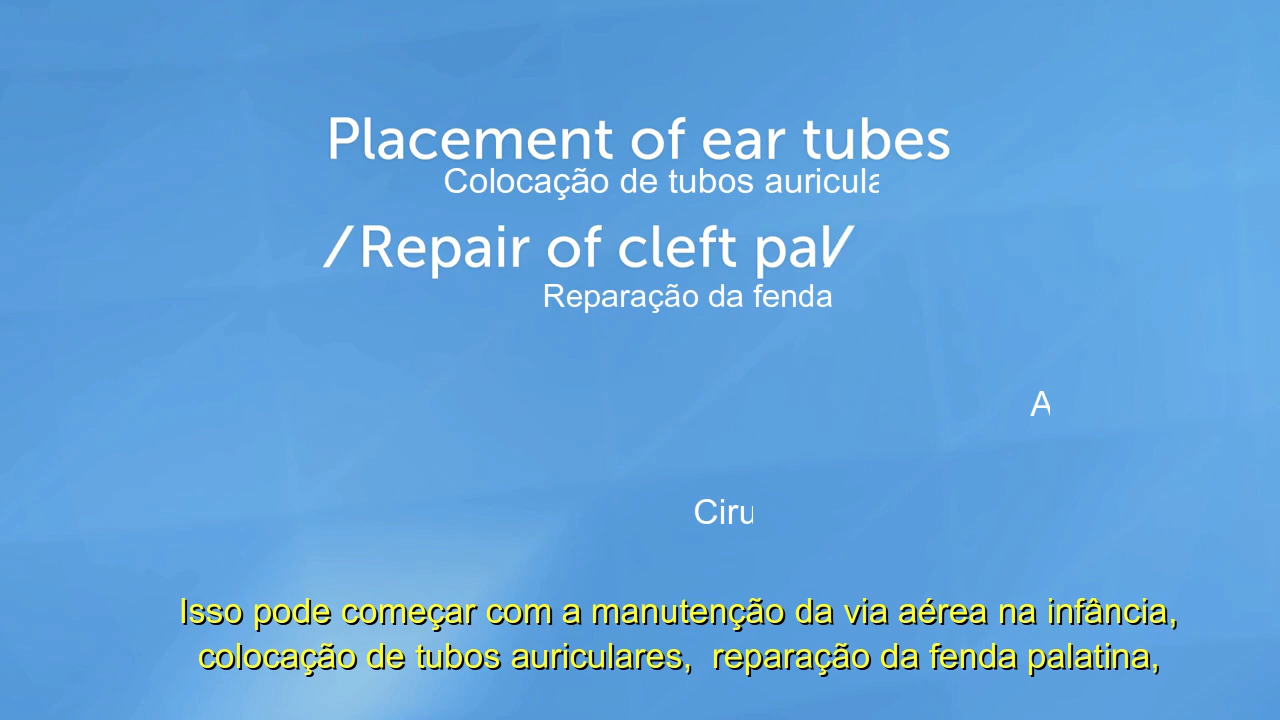 Placement of ear tubes
Colocação de tubos auricula
Repair of cleft pal
Reparação da fenda
A
Ciru
Isso pode começar com a manutenção da via aérea na infância,
colocação de tubos auriculares, reparação da fenda palatina,